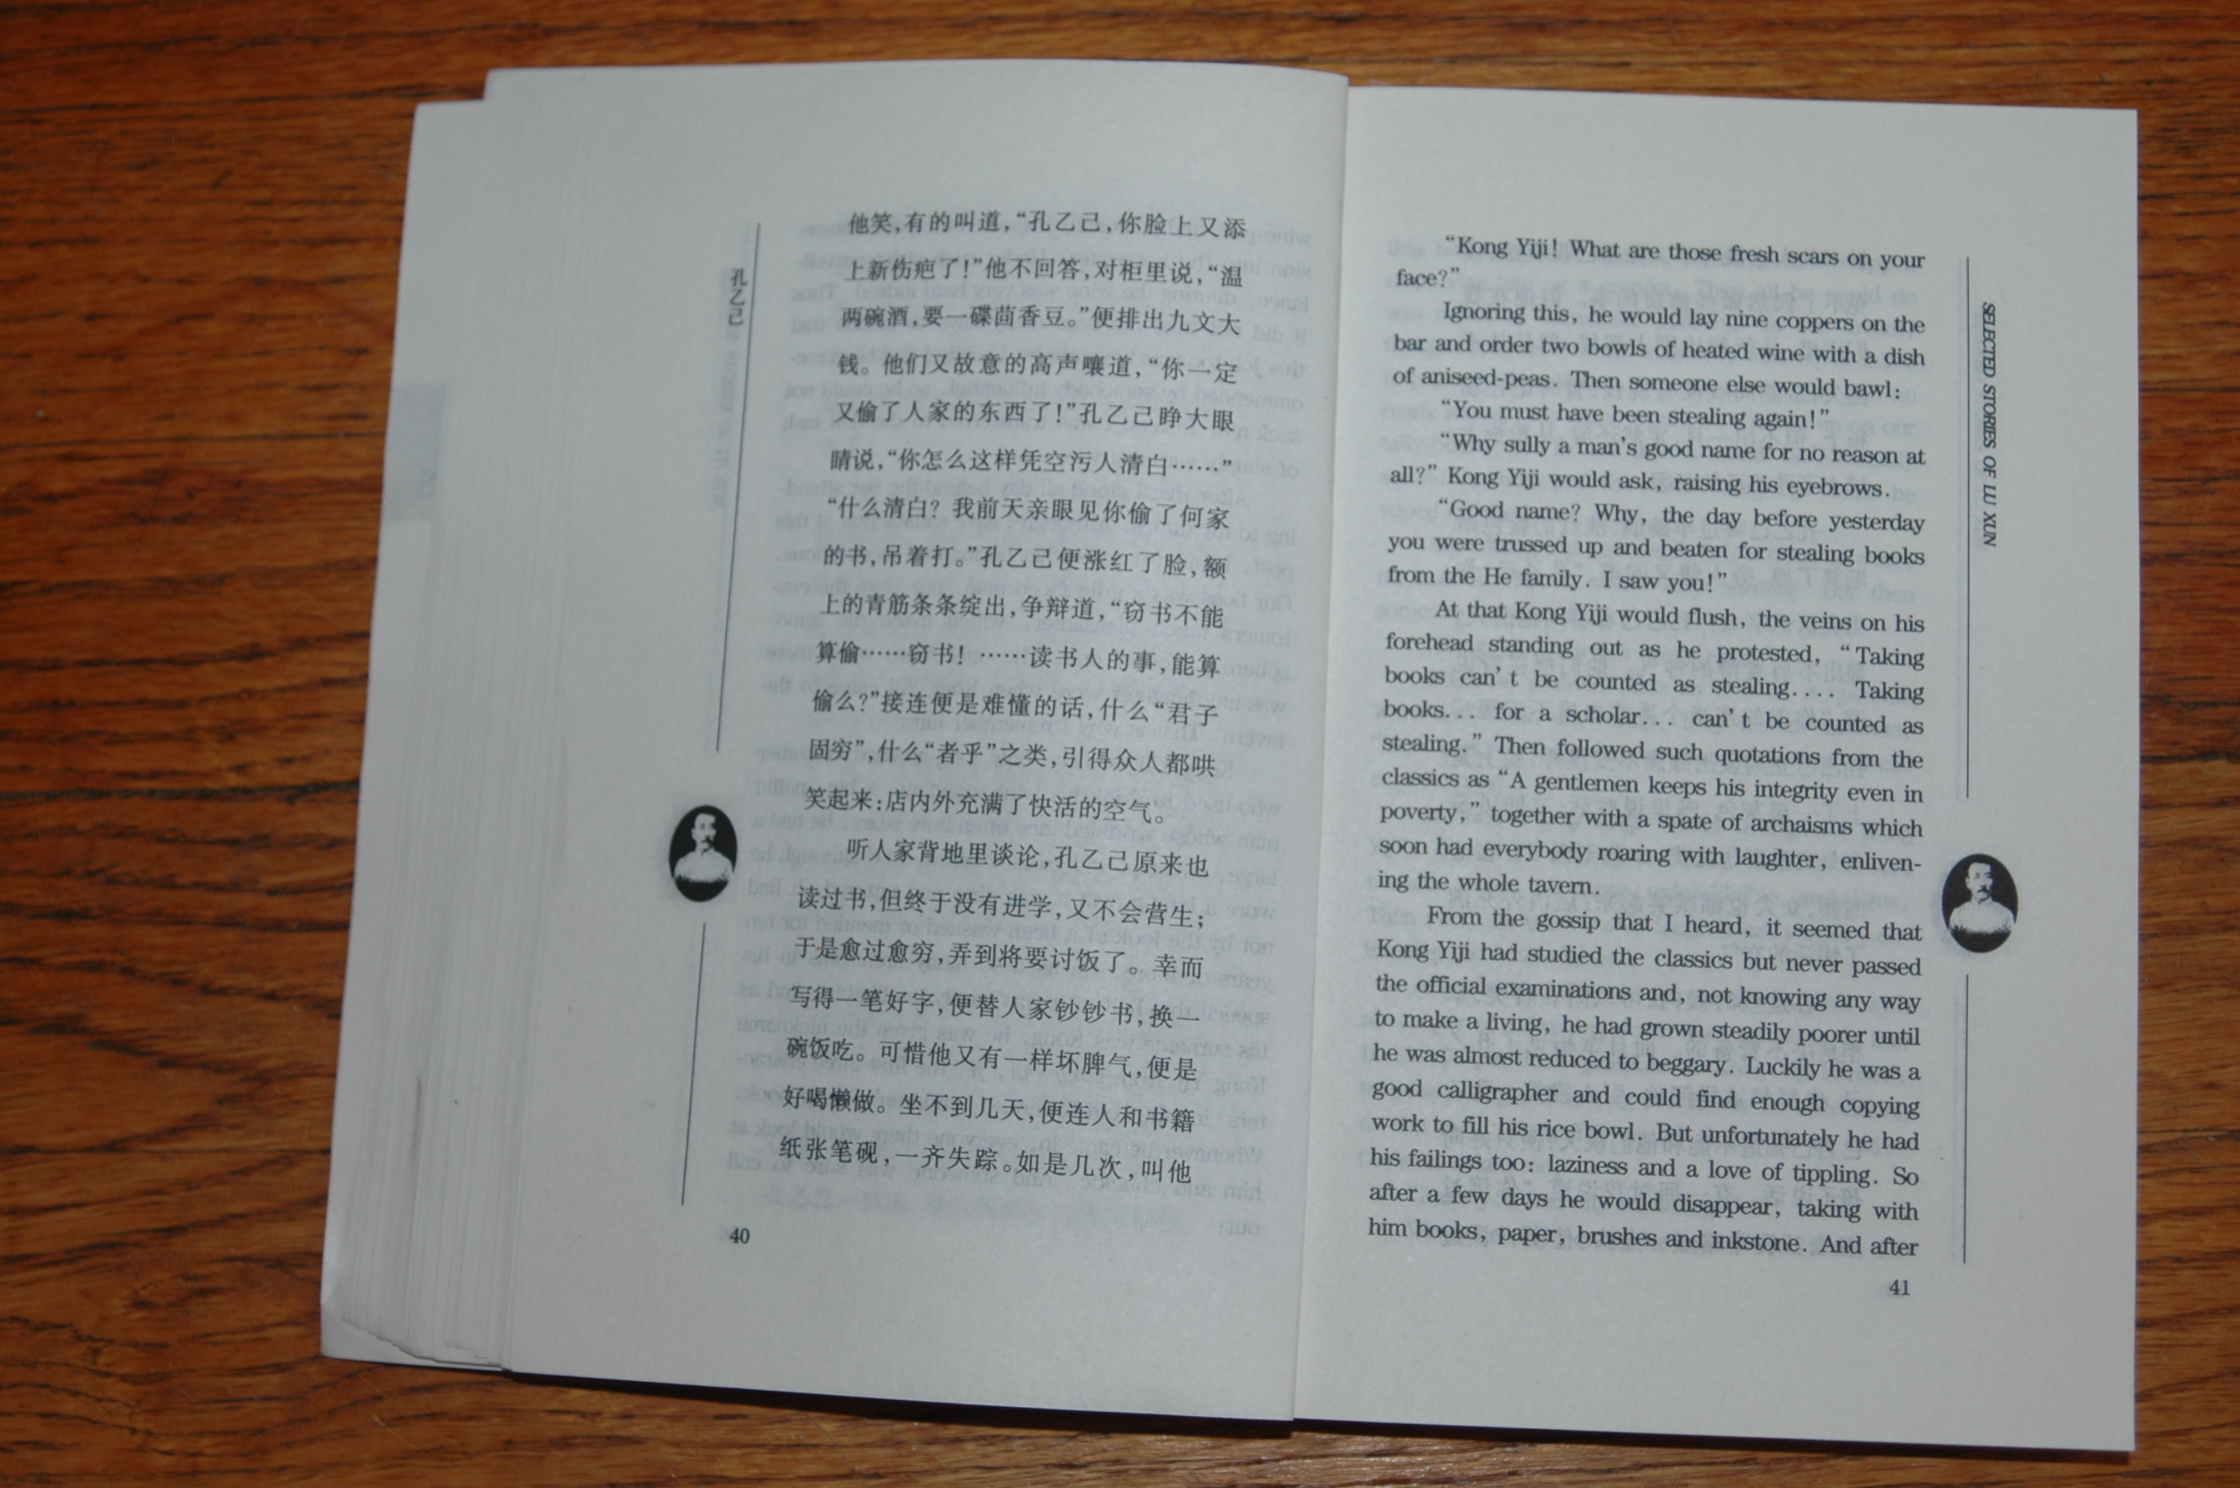 孔乙己
他笑,有的叫道,“孔乙己,你脸上又添
上新伤疤了!”他不回答,对柜里说,“温
两碗酒,要一碟茴香豆。”便排出九文大
钱。他们又故意的高声嚷道,“你一定
又偷了人家的东西了!”孔乙己睁大眼
睛说,“你怎么这样凭空污人清白……”
“什么清白?我前天亲眼见你偷了何家
的书,吊着打。”孔乙己便涨红了脸,额
上的青筋条条绽出,争辩道,“窃书不能
算偷……窃书!……读书人的事,能算
偷么?”接连便是难懂的话,什么“君子
固穷”,什么“者乎”之类,引得众人都哄
笑起来;店内外充满了快活的空气。
听人家背地里谈论,孔乙己原来也
读过书,但终于没有进学,又不会营生;
于是愈过愈穷,弄到将要讨饭了。幸而
写得一笔好字,便替人家钞钞书,换一
碗饭吃。可惜他又有一样坏脾气,便是
好喝懒做。坐不到几天,便连人和书籍
纸张笔砚,一齐失踪。如是几次,叫他
40
SELECTED STORIES OF LU XUN
“Kong Yiji! What are those fresh scars on your
face?”
Ignoring this, he would lay nine coppers on the
bar and order two bowls of heated wine with a dish
of aniseed-peas. Then someone else would bawl:
“You must have been stealing again!”
“Why sully a man's good name for no reason at
all?” Kong Yiji would ask, raising his eyebrows.
“Good name? Why, the day before yesterday
you were trussed up and beaten for stealing books
from the He family. I saw you!”
At that Kong Yiji would flush, the veins on his
forehead standing out as he protested, “Taking
books can't be counted as stealing.... Taking
books... for a scholar... can't be counted as
stealing.” Then followed such quotations from the
classics as “A gentlemen keeps his integrity even in
poverty,” together with a spate of archaisms which
soon had everybody roaring with laughter, enliven-
ing the whole tavern.
From the gossip that I heard, it seemed that
Kong Yiji had studied the classics but never passed
the official examinations and, not knowing any way
to make a living, he had grown steadily poorer until
he was almost reduced to beggary. Luckily he was a
good calligrapher and could find enough copying
work to fill his rice bowl. But unfortunately he had
his failings too: laziness and a love of tippling. So
after a few days he would disappear, taking with
him books, paper, brushes and inkstone. And after
41